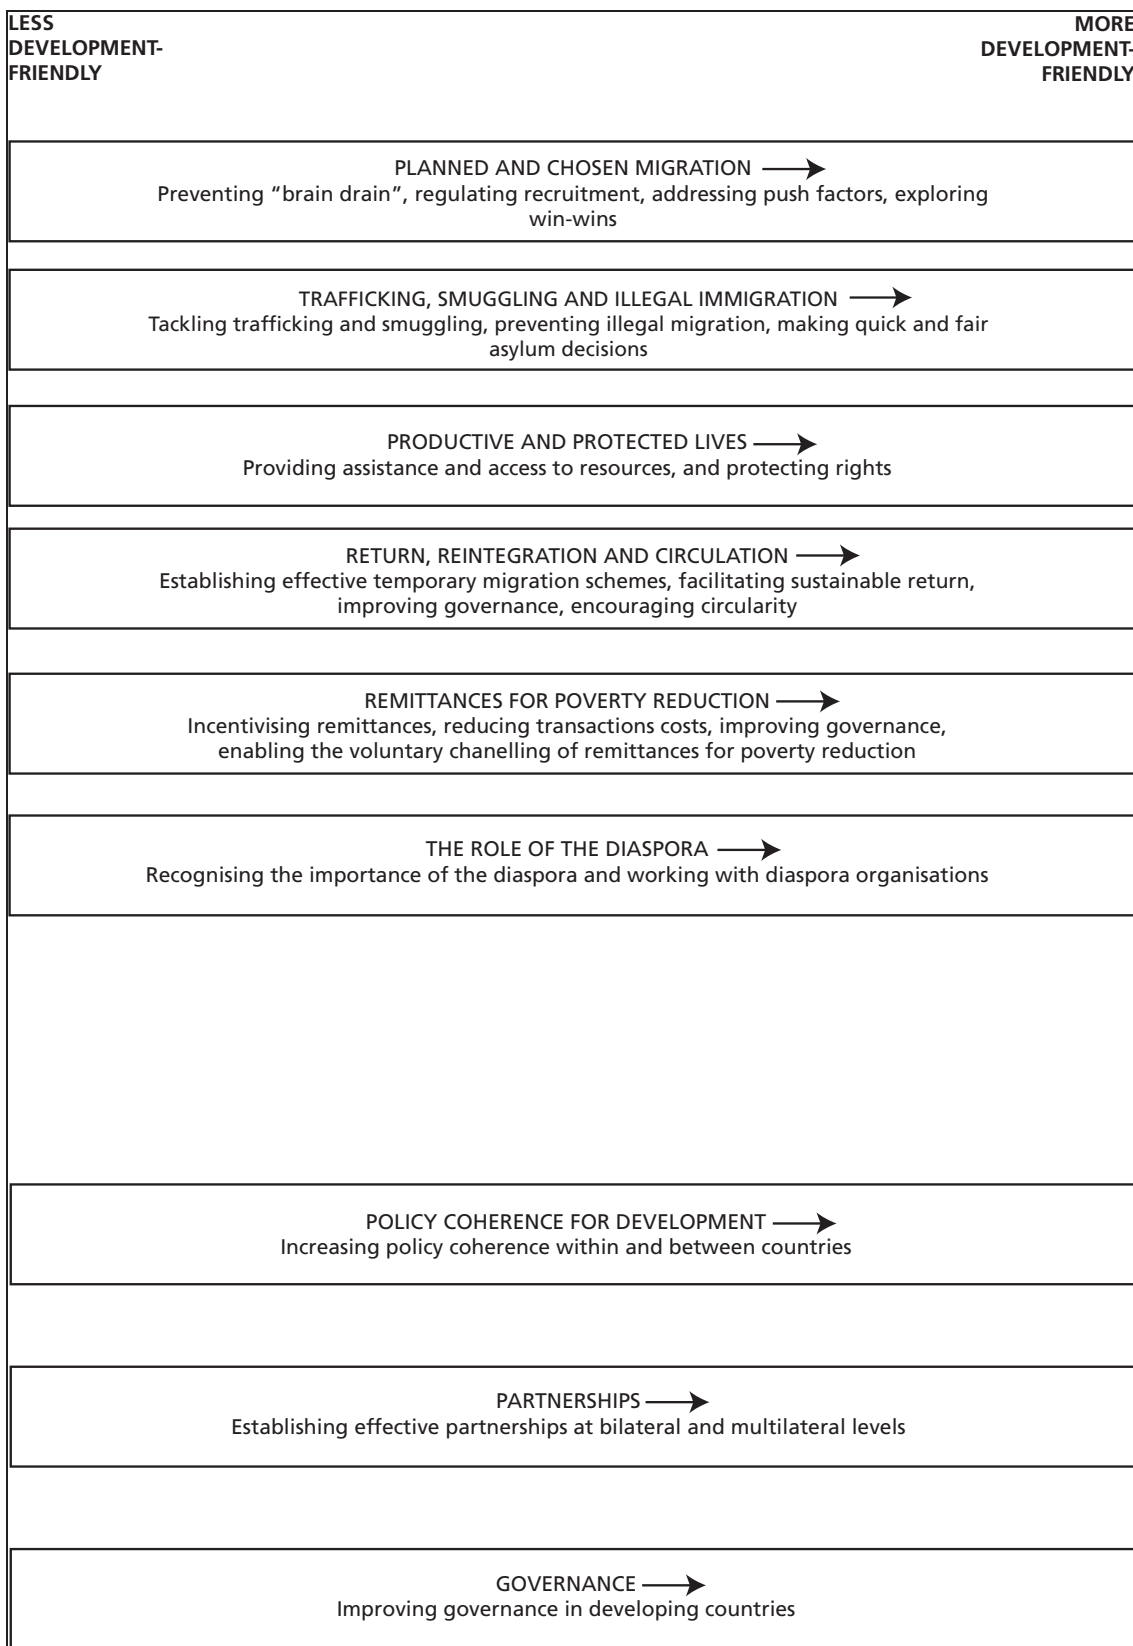 LESS
DEVELOPMENT-
FRIENDLY
MORE
DEVELOPMENT-
FRIENDLY
PLANNED AND CHOSEN MIGRATION
Preventing “brain drain”, regulating recruitment, addressing push factors, exploring
win-wins
TRAFFICKING, SMUGGLING AND ILLEGAL IMMIGRATION
Tackling trafficking and smuggling, preventing illegal migration, making quick and fair
asylum decisions
PRODUCTIVE AND PROTECTED LIVES
Providing assistance and access to resources, and protecting rights
RETURN, REINTEGRATION AND CIRCULATION
Establishing effective temporary migration schemes, facilitating sustainable return,
improving governance, encouraging circularity
REMITTANCES FOR POVERTY REDUCTION
Incentivising remittances, reducing transactions costs, improving governance,
enabling the voluntary chanelling of remittances for poverty reduction
THE ROLE OF THE DIASPORA
Recognising the importance of the diaspora and working with diaspora organisations
POLICY COHERENCE FOR DEVELOPMENT
Increasing policy coherence within and between countries
PARTNERSHIPS
Establishing effective partnerships at bilateral and multilateral levels
GOVERNANCE
Improving governance in developing countries